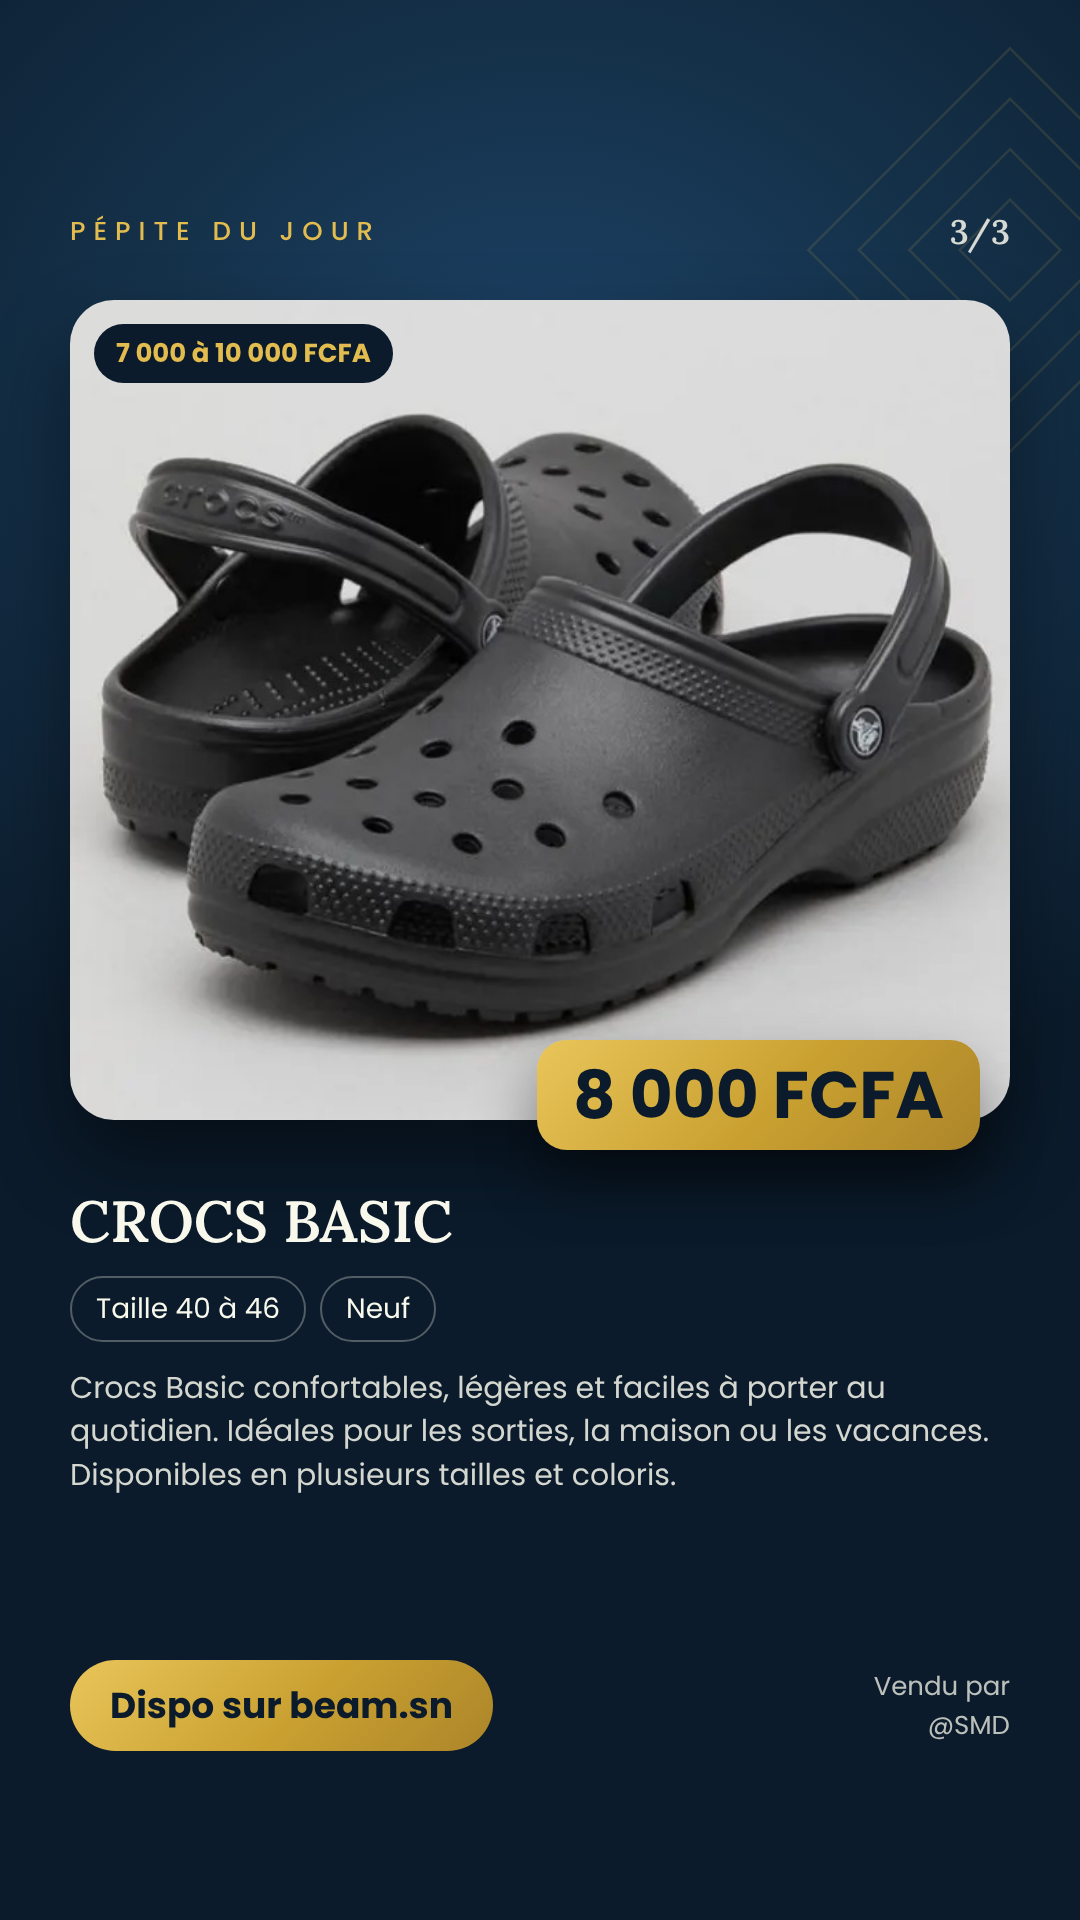 PÉPITE DU JOUR
3/3
7 000 à 10 000 FCFA
crocs™
8 000 FCFA
CROCS BASIC
Taille 40 à 46
Neuf
Crocs Basic confortables, légères et faciles à porter au
quotidien. Idéales pour les sorties, la maison ou les vacances.
Disponibles en plusieurs tailles et coloris.
Dispo sur beam.sn
Vendu par
@SMD